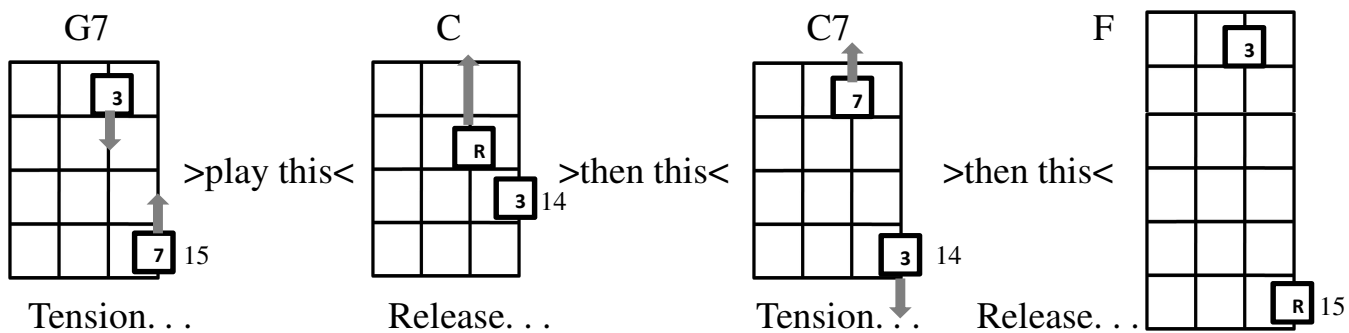 G7 C C7 F
3 R 7 3
>play this< >then this< >then this<
7 15 3 14 3 14 R 15
Tension. . . Release. . . Tension. . . Release. . .